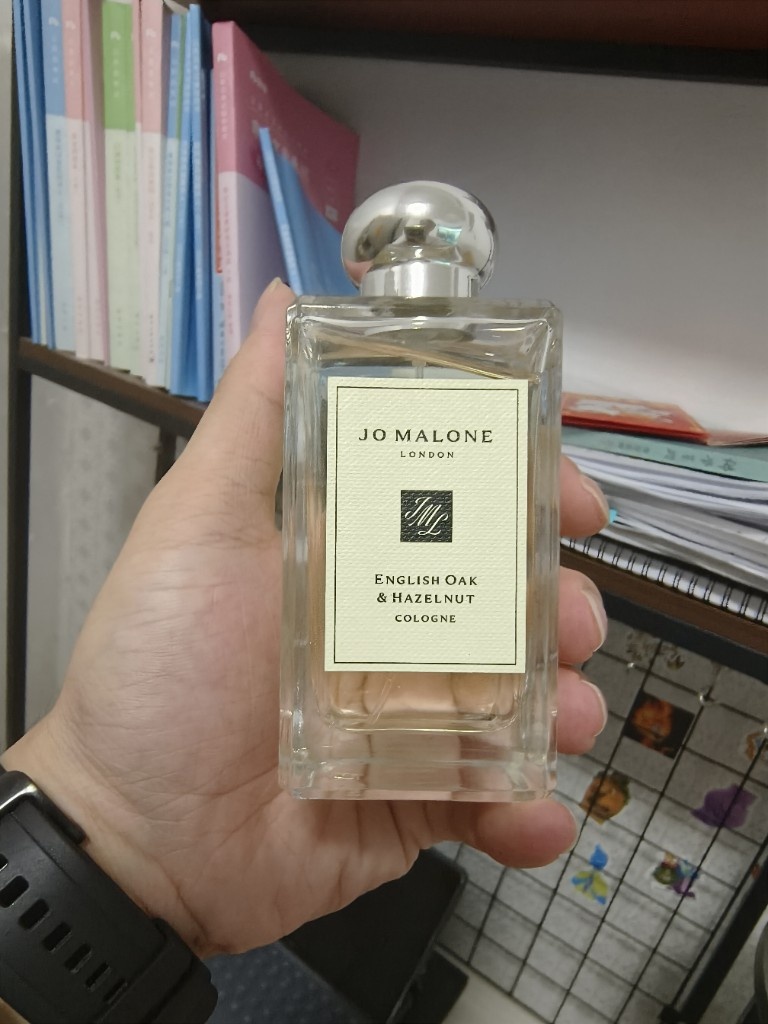 JO MALONE
LONDON
JML
ENGLISH OAK
& HAZELNUT
COLOGNE